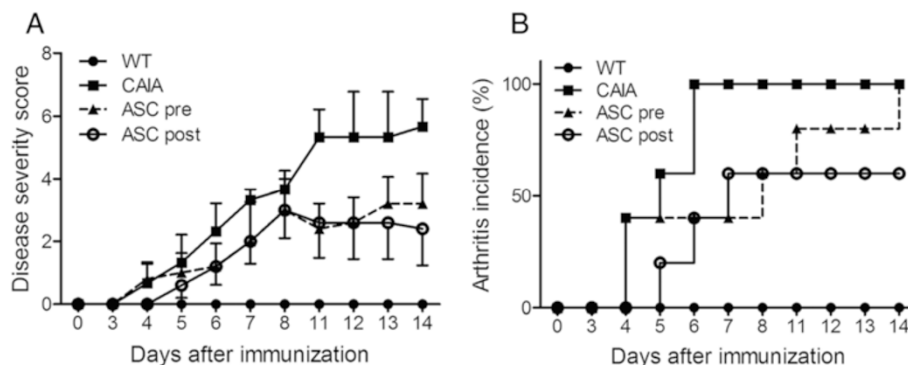 A
Disease severity score
8
6
4
2
0
WT
CAIA
ASC pre
ASC post
0 3 4 5 6 7 8 11 12 13 14
Days after immunization
B
Arthritis incidence (%)
100
50
0
WT
CAIA
ASC pre
ASC post
0 3 4 5 6 7 8 11 12 13 14
Days after immunization